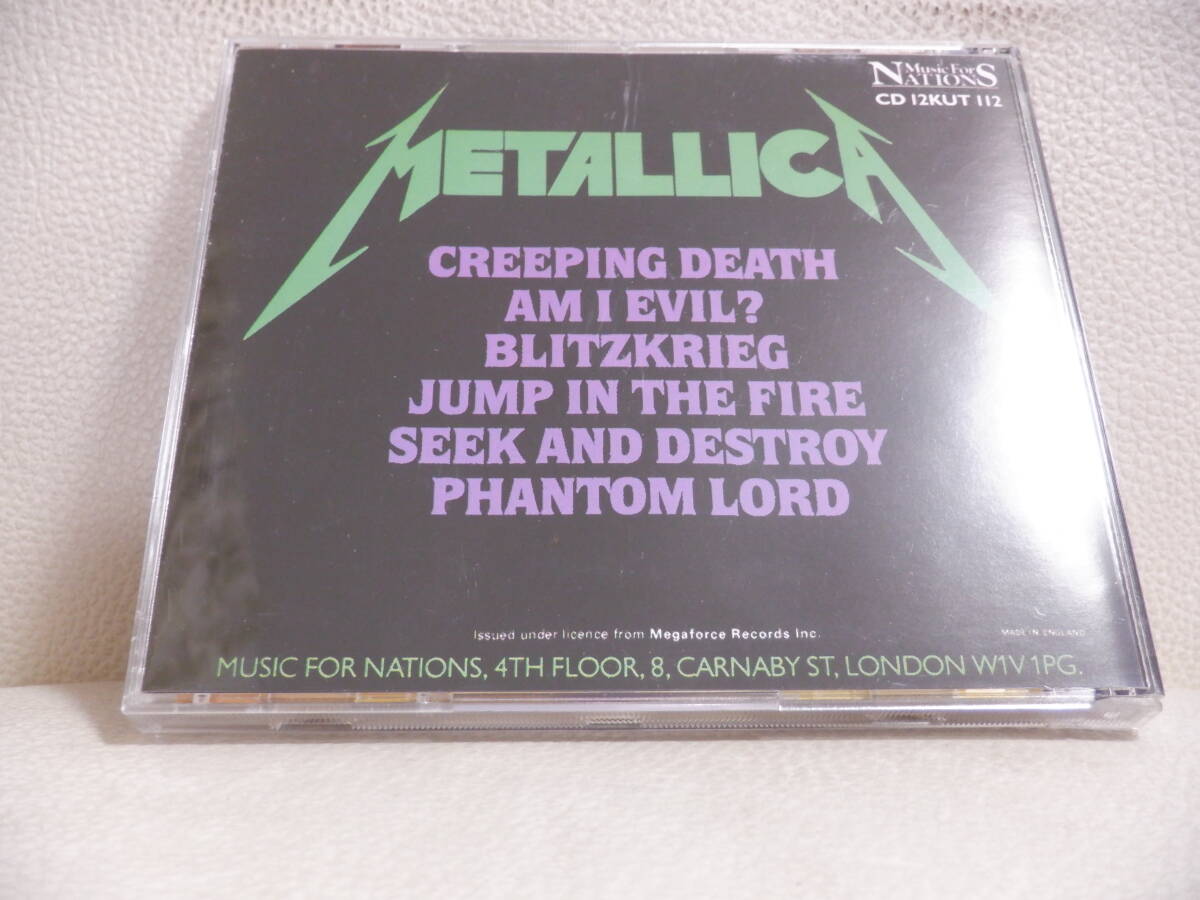 Music For
NATIONS
CD 12KUT 112
METALLICA
CREEPING DEATH
AM I EVIL?
BLITZKRIEG
JUMP IN THE FIRE
SEEK AND DESTROY
PHANTOM LORD
Issued under licence from Megaforce Records Inc.
MADE IN ENGLAND
MUSIC FOR NATIONS, 4TH FLOOR, 8, CARNABY ST, LONDON W1V 1PG.